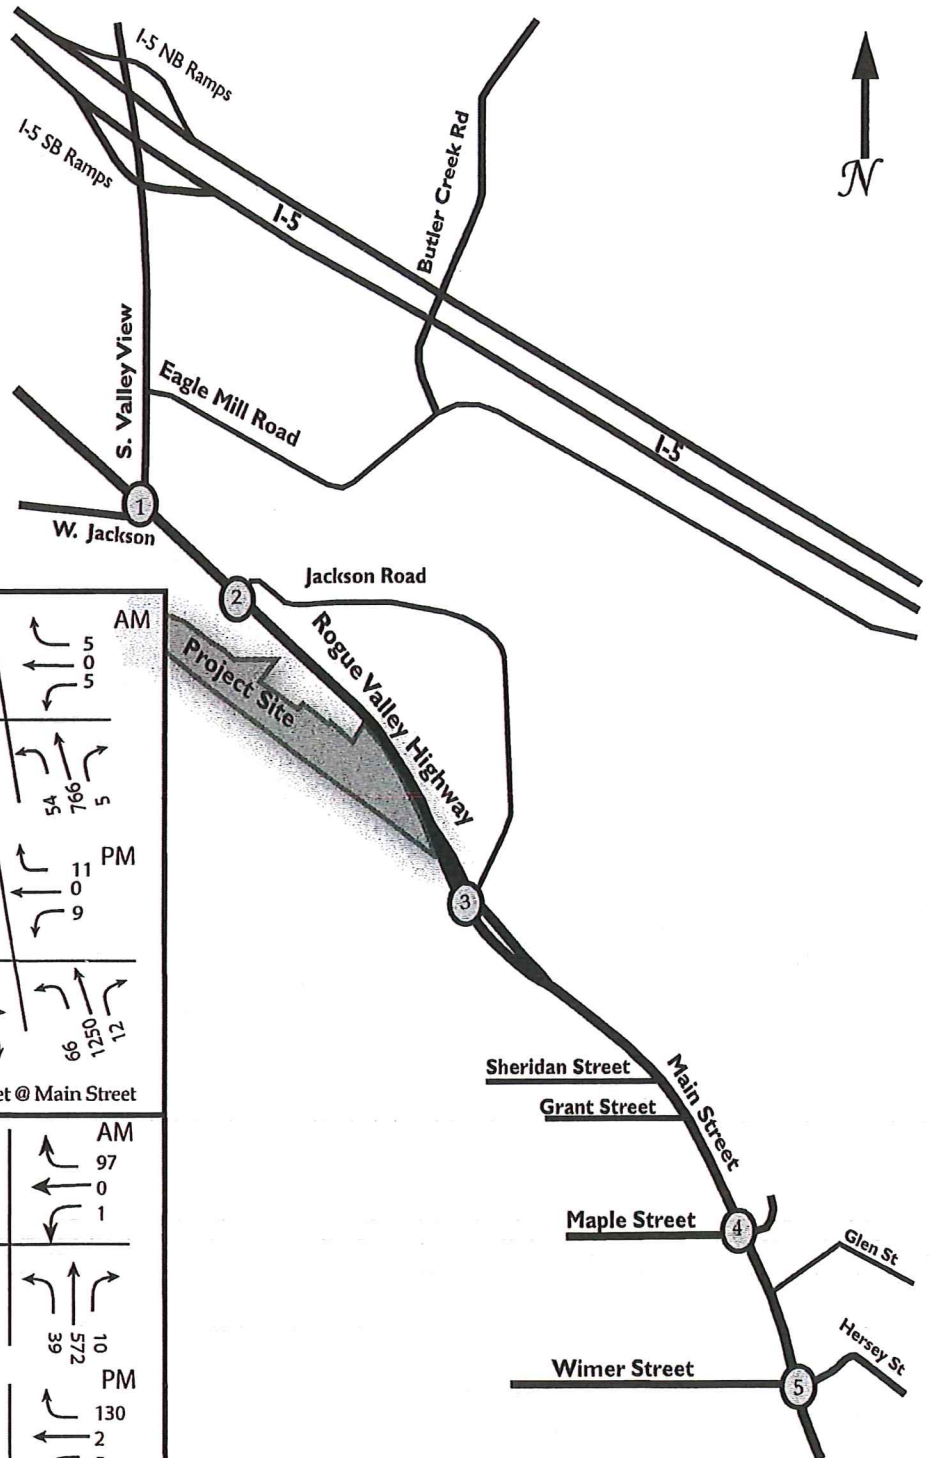 I-5 NB Ramps
I-5 SB Ramps
I-5
Butler Creek Rd
N
S. Valley View
Eagle Mill Road
I-5
1
W. Jackson
2
Jackson Road
Rogue Valley Highway
Project Site
3
Sheridan Street
Grant Street
Main Street
Maple Street
4
Glen St
Hersey St
Wimer Street
5
AM
5
0
5
54
766
5
PM
11
0
9
66
1250
12
et @ Main Street
AM
97
0
1
39
572
10
PM
130
2